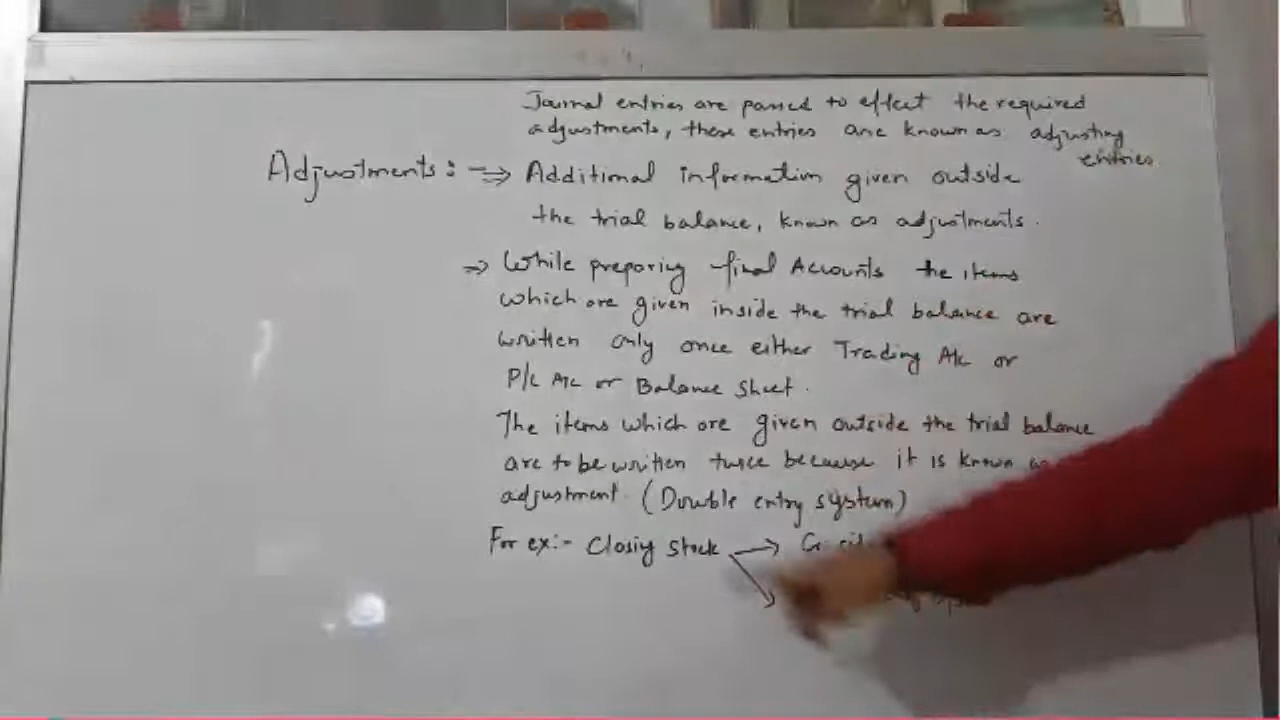 Journal entries are passed to effect the required
adjustments, these entries are known as adjusting
entries.
Adjustments : => Additional information given outside
the trial balance, known as adjustments.
=> While preparing final Accounts the items
which are given inside the trial balance are
written only once either Trading A/c or
P/L A/c or Balance Sheet.
The items which are given outside the trial balance
are to be written twice because it is known as
adjustment. (Double entry system)
For ex:- Closing Stock →